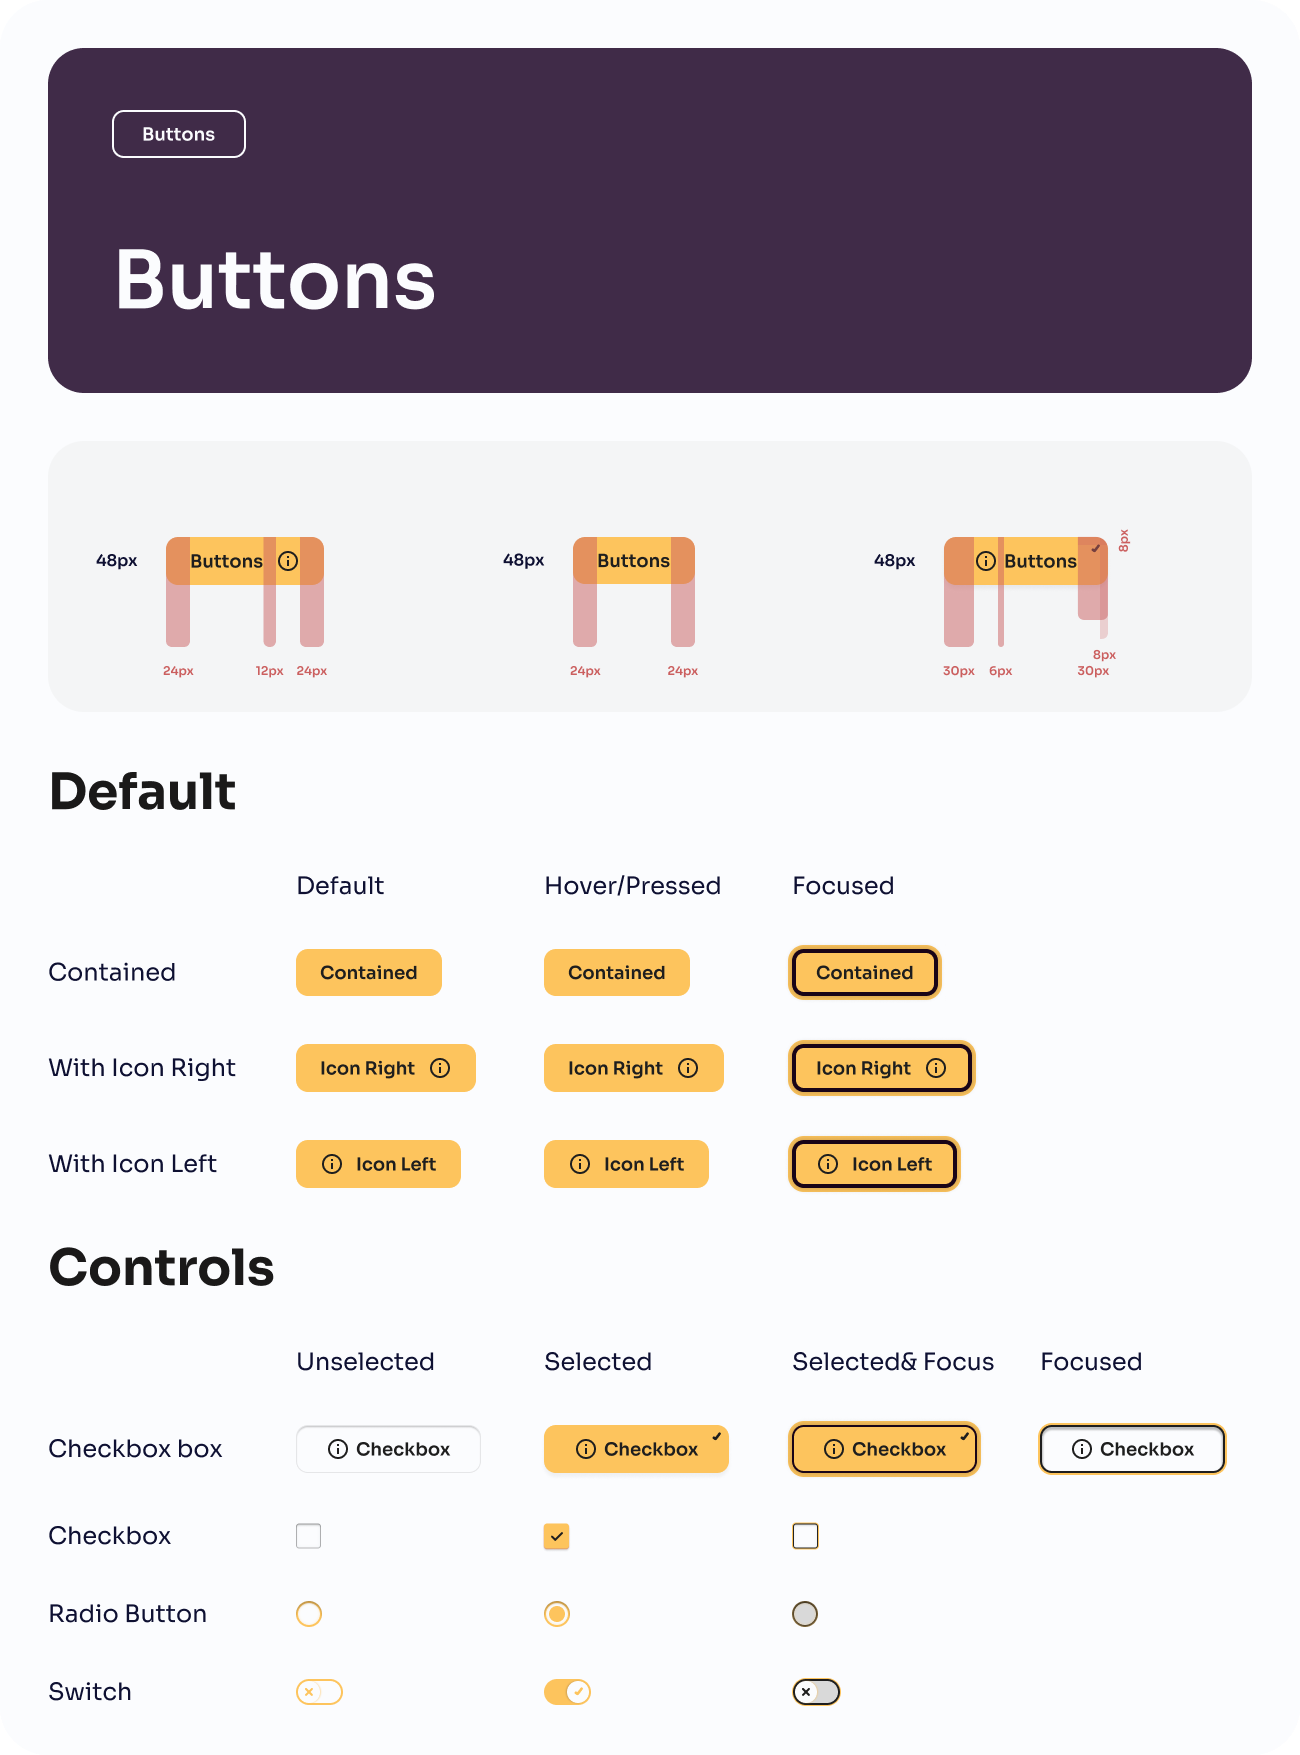 Buttons
Buttons
48px Buttons
24px 12px 24px
48px Buttons
24px 24px
48px Buttons 8px
8px
30px 6px 30px
Default
Default Hover/Pressed Focused
Contained Contained Contained Contained
With Icon Right Icon Right Icon Right Icon Right
With Icon Left Icon Left Icon Left Icon Left
Controls
Unselected Selected Selected& Focus Focused
Checkbox box Checkbox Checkbox Checkbox Checkbox
Checkbox
Radio Button
Switch